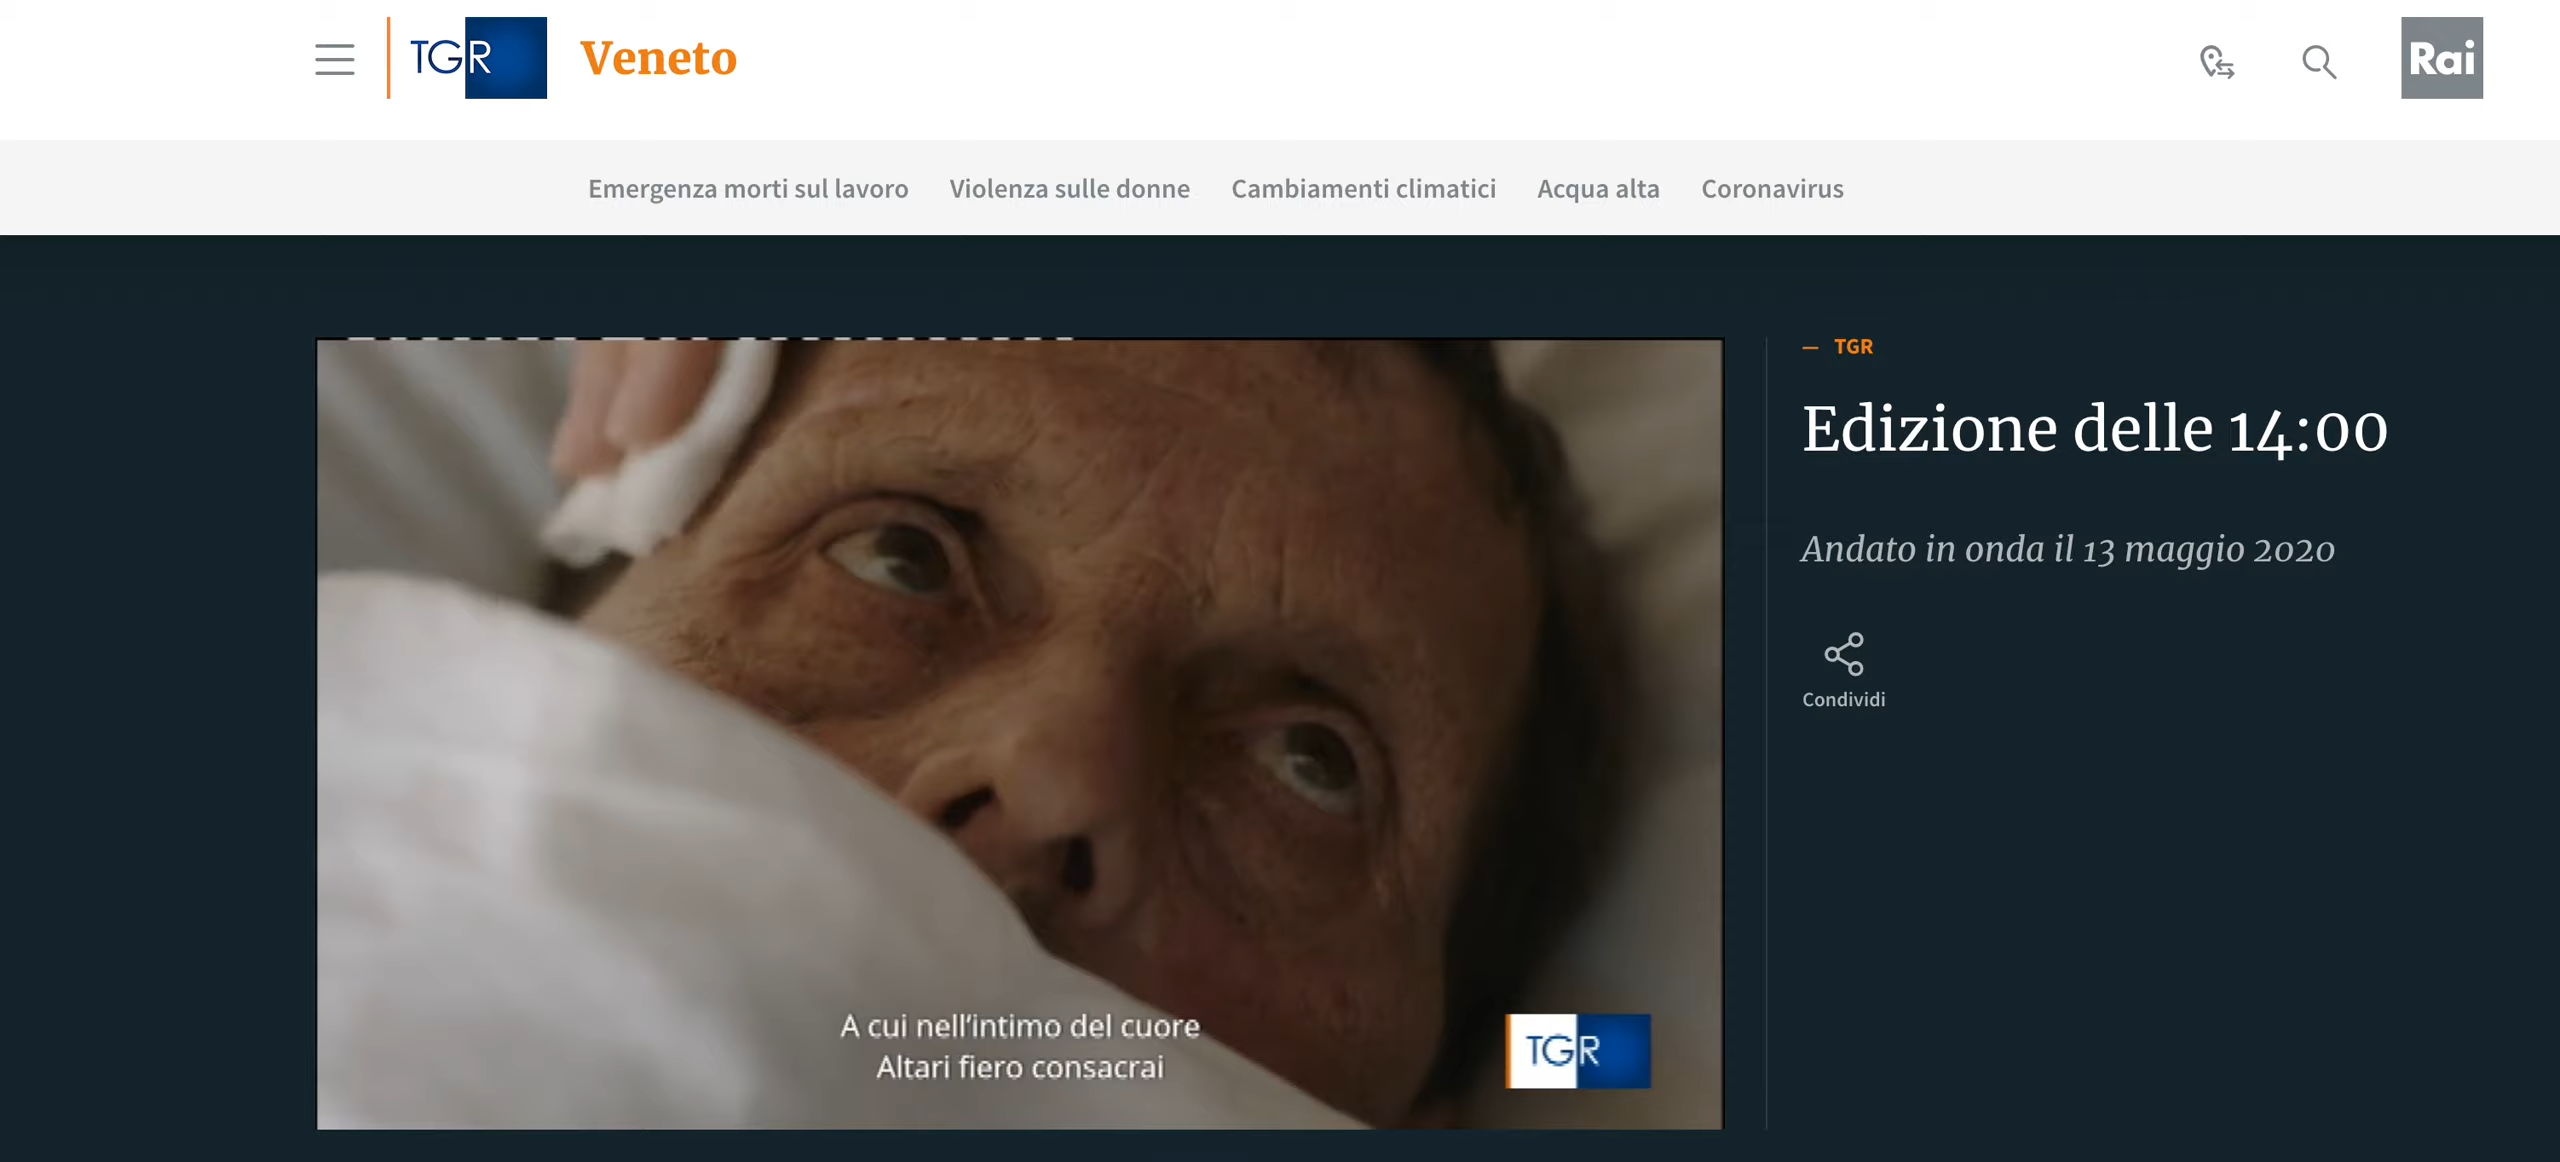 TGR Veneto
Rai
Emergenza morti sul lavoro Violenza sulle donne Cambiamenti climatici Acqua alta Coronavirus
A cui nell'intimo del cuore
Altari fiero consacrai
TGR
— TGR
Edizione delle 14:00
Andato in onda il 13 maggio 2020
Condividi